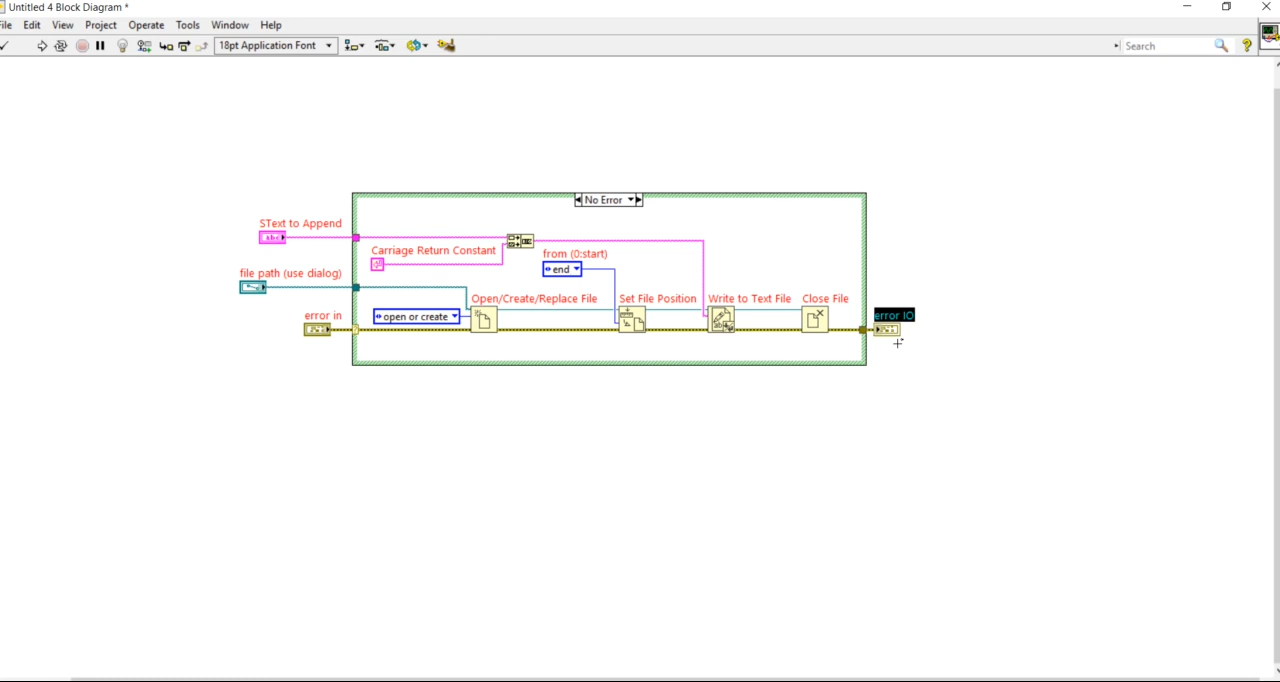 Untitled 4 Block Diagram *
File Edit View Project Operate Tools Window Help
18pt Application Font
Search
?
No Error
SText to Append
abc
Carriage Return Constant
from (0:start)
end
file path (use dialog)
Open/Create/Replace File Set File Position Write to Text File Close File
error in
open or create
error IO